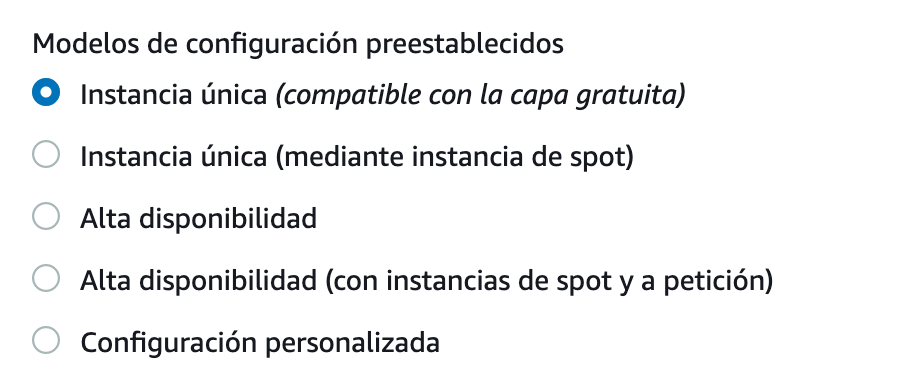 Modelos de configuración preestablecidos
Instancia única (compatible con la capa gratuita)
Instancia única (mediante instancia de spot)
Alta disponibilidad
Alta disponibilidad (con instancias de spot y a petición)
Configuración personalizada